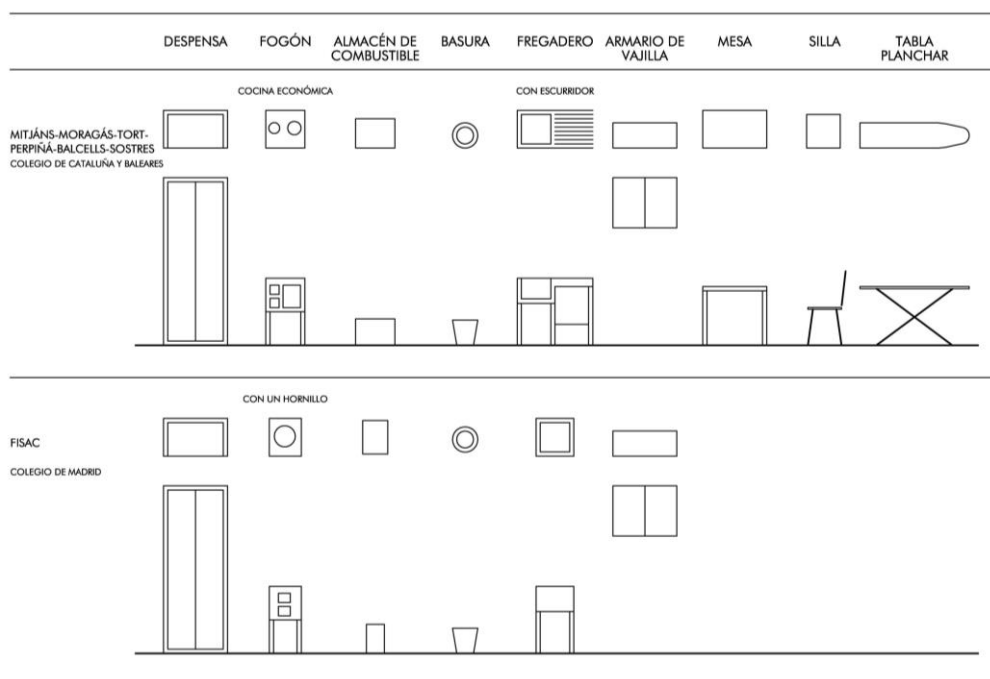 DESPENSA FOGÓN ALMACÉN DE COMBUSTIBLE BASURA FREGADERO ARMARIO DE VAJILLA MESA SILLA TABLA PLANCHAR
COCINA ECONÓMICA CON ESCURRIDOR
MITJÁNS-MORAGÁS-TORT-
PERPIÑÁ-BALCELLS-SOSTRES
COLEGIO DE CATALUÑA Y BALEARES
CON UN HORNILLO
FISAC
COLEGIO DE MADRID